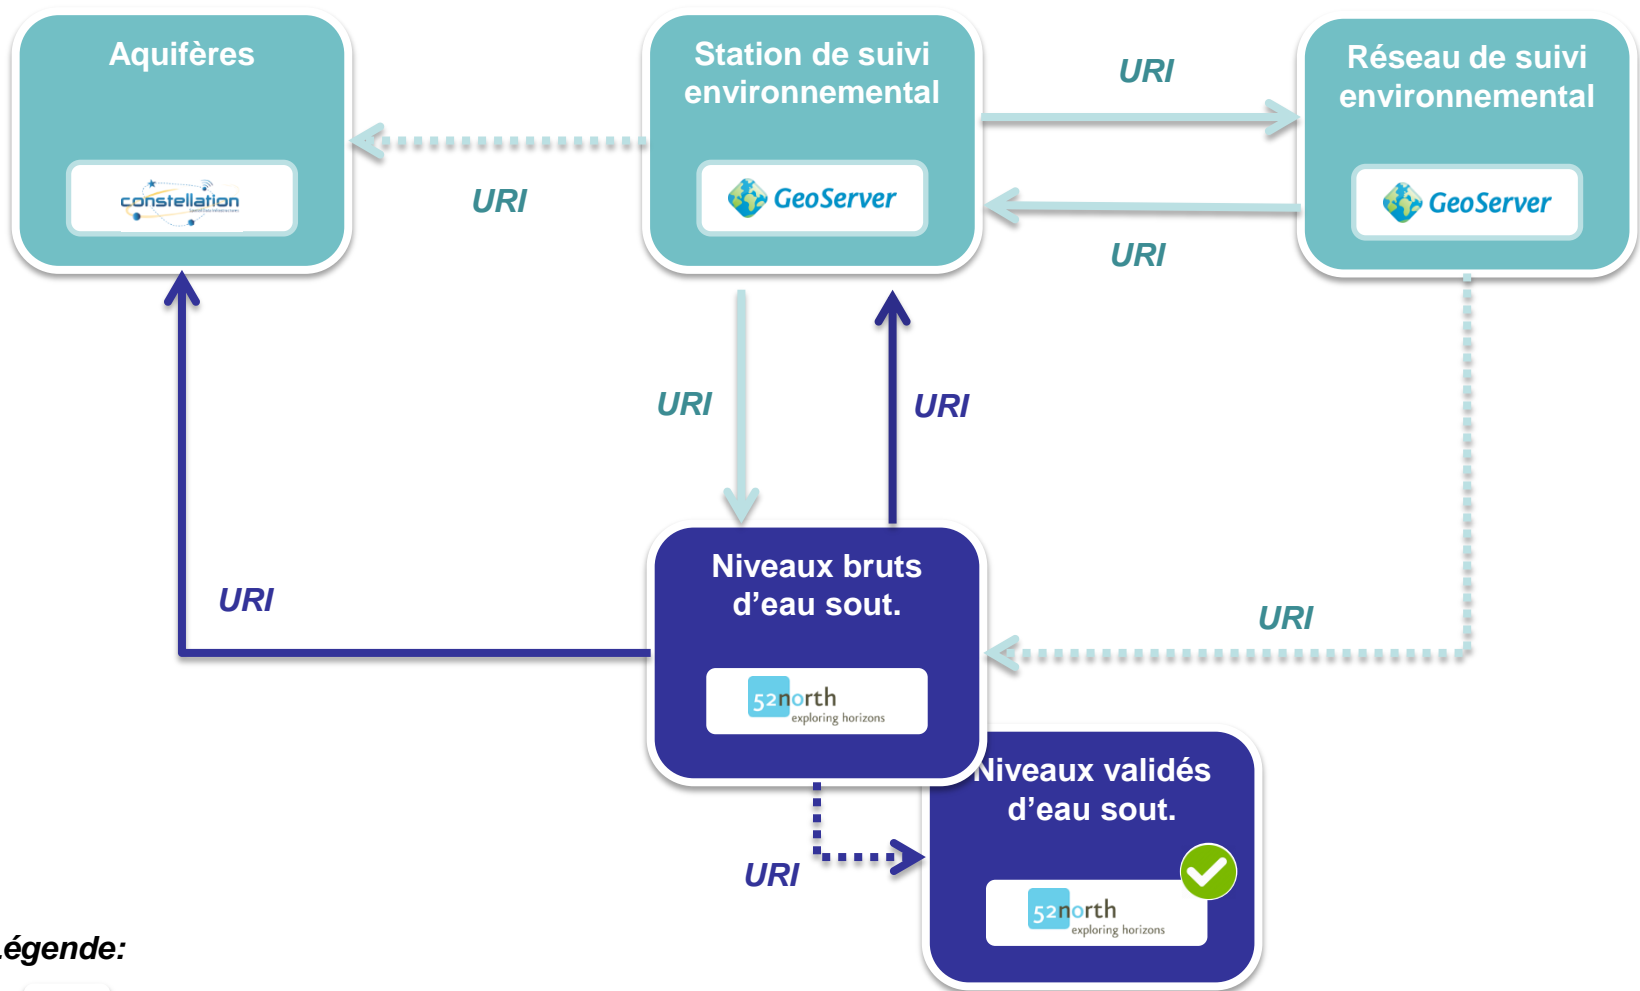 Aquifères
constellation
Station de suivi
environnemental
GeoServer
Réseau de suivi
environnemental
GeoServer
URI
URI
URI
URI
URI
URI
URI
Niveaux bruts
d’eau sout.
52north
exploring horizons
Niveaux validés
d’eau sout.
52north
exploring horizons
URI
Légende: